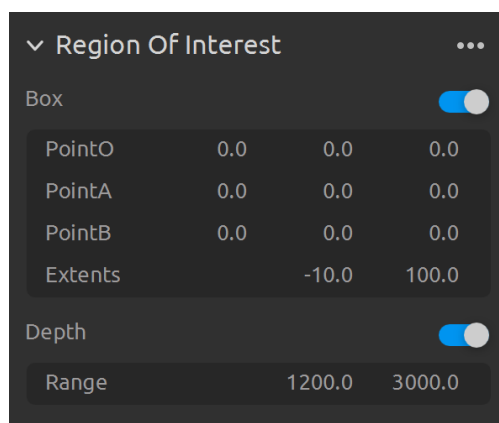 Region Of Interest
Box
PointO 0.0 0.0 0.0
PointA 0.0 0.0 0.0
PointB 0.0 0.0 0.0
Extents -10.0 100.0
Depth
Range 1200.0 3000.0